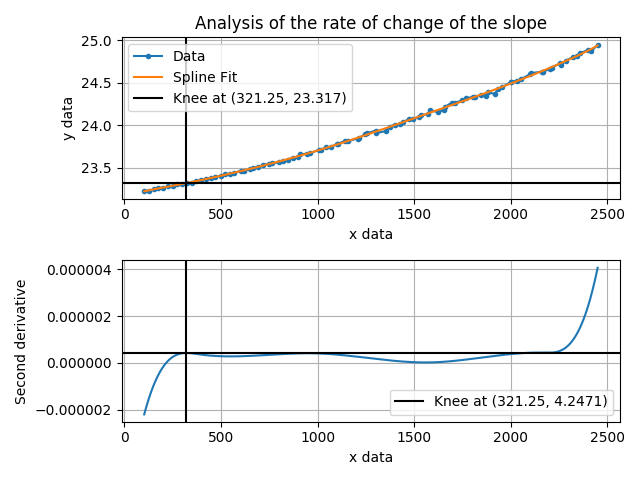 Analysis of the rate of change of the slope
25.0
24.5
24.0
23.5
y data
Data
Spline Fit
Knee at (321.25, 23.317)
0 500 1000 1500 2000 2500
x data
0.000004
0.000002
0.000000
−0.000002
Second derivative
Knee at (321.25, 4.2471)
0 500 1000 1500 2000 2500
x data